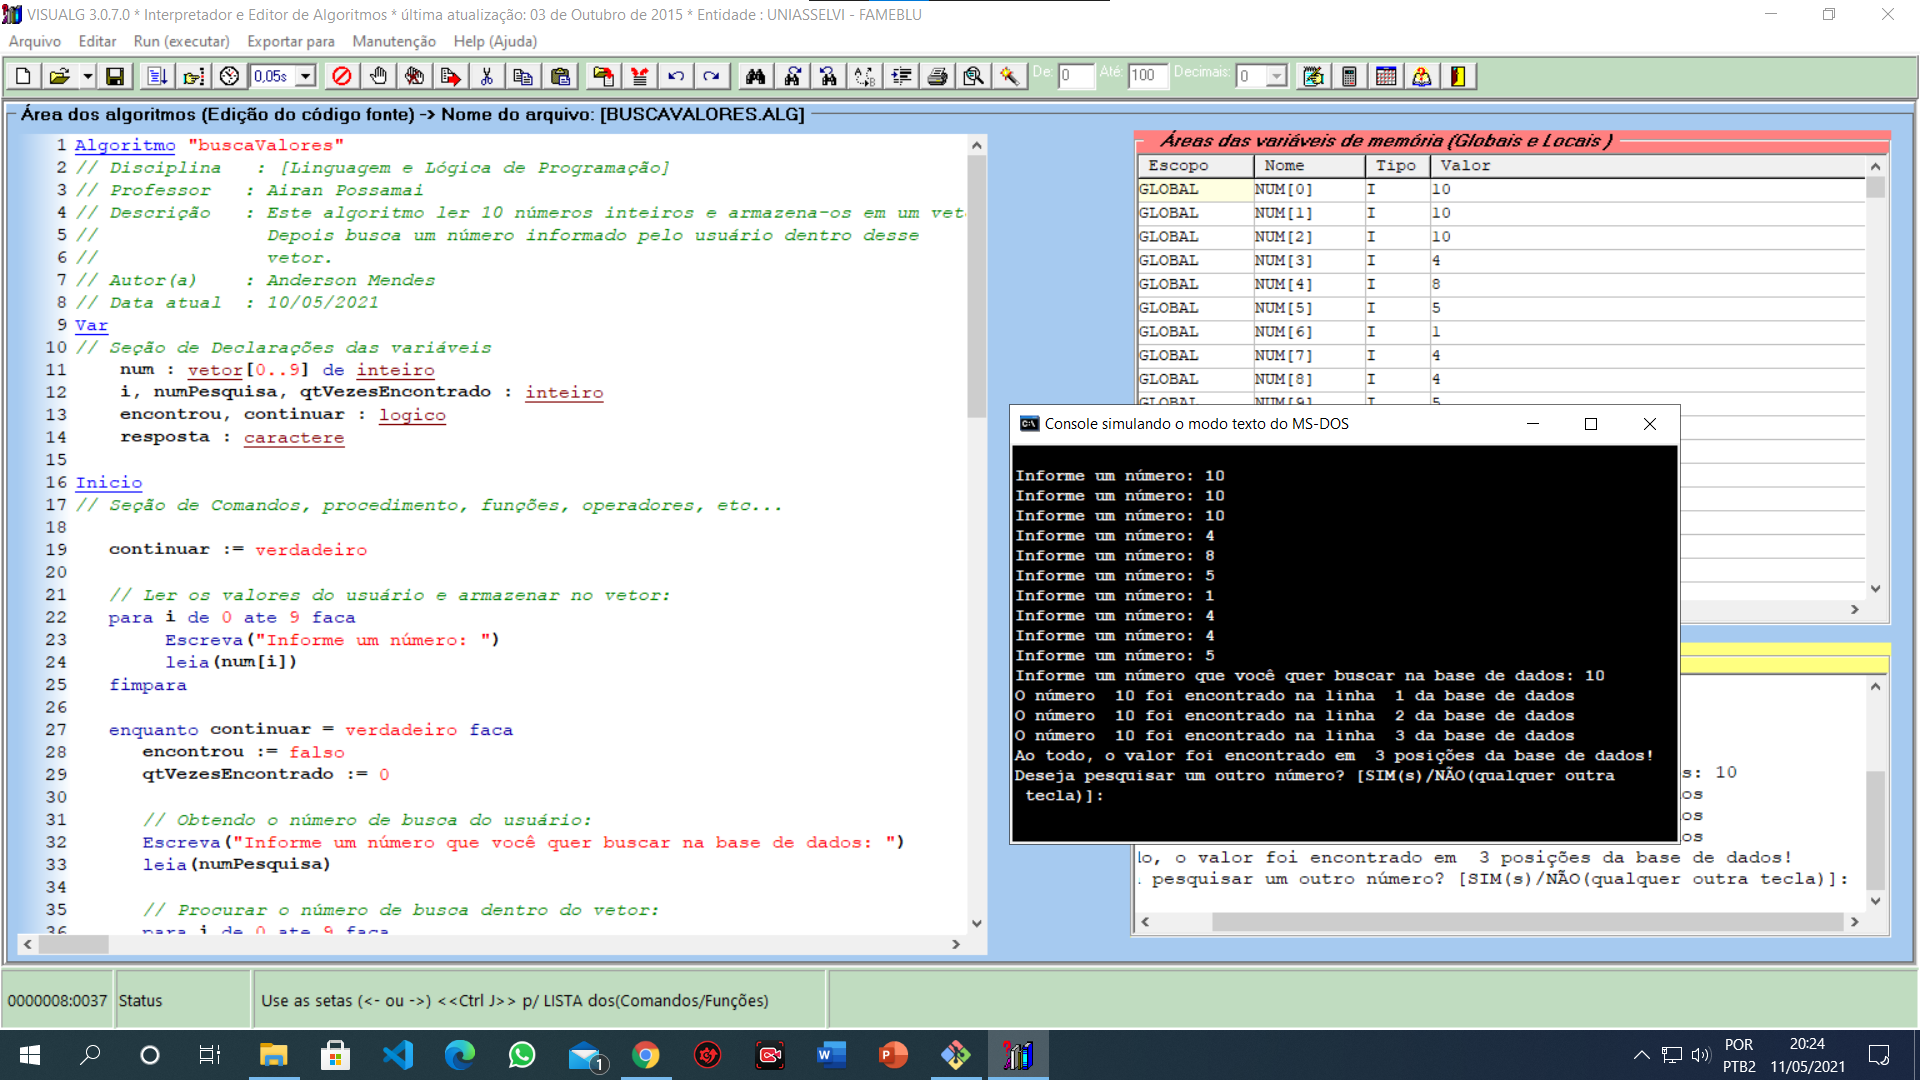 VISUALG 3.0.7.0 * Interpretador e Editor de Algoritmos * última atualização: 03 de Outubro de 2015 * Entidade : UNIASSELVI - FAMEBLU
Arquivo Editar Run (executar) Exportar para Manutenção Help (Ajuda)
0,05s De: 0 Até: 100 Decimais: 0
Área dos algoritmos (Edição do código fonte) -> Nome do arquivo: [BUSCAVALORES.ALG]
1 Algoritmo "buscaValores"
2 // Disciplina : [Linguagem e Lógica de Programação]
3 // Professor : Airan Possamai
4 // Descrição : Este algoritmo ler 10 números inteiros e armazena-os em um vet
5 // Depois busca um número informado pelo usuário dentro desse
6 // vetor.
7 // Autor(a) : Anderson Mendes
8 // Data atual : 10/05/2021
9 Var
10 // Seção de Declarações das variáveis
11 num : vetor[0..9] de inteiro
12 i, numPesquisa, qtVezesEncontrado : inteiro
13 encontrou, continuar : logico
14 resposta : caractere
15
16 Inicio
17 // Seção de Comandos, procedimento, funções, operadores, etc...
18
19 continuar := verdadeiro
20
21 // Ler os valores do usuário e armazenar no vetor:
22 para i de 0 ate 9 faca
23 Escreva("Informe um número: ")
24 leia(num[i])
25 fimpara
26
27 enquanto continuar = verdadeiro faca
28 encontrou := falso
29 qtVezesEncontrado := 0
30
31 // Obtendo o número de busca do usuário:
32 Escreva("Informe um número que você quer buscar na base de dados: ")
33 leia(numPesquisa)
34
35 // Procurar o número de busca dentro do vetor:
36 para i de 0 ate 9 faca
Áreas das variáveis de memória (Globais e Locais )
Escopo Nome Tipo Valor
GLOBAL NUM[0] I 10
GLOBAL NUM[1] I 10
GLOBAL NUM[2] I 10
GLOBAL NUM[3] I 4
GLOBAL NUM[4] I 8
GLOBAL NUM[5] I 5
GLOBAL NUM[6] I 1
GLOBAL NUM[7] I 4
GLOBAL NUM[8] I 4
GLOBAL NUM[9] I 5
Console simulando o modo texto do MS-DOS
Informe um número: 10
Informe um número: 10
Informe um número: 10
Informe um número: 4
Informe um número: 8
Informe um número: 5
Informe um número: 1
Informe um número: 4
Informe um número: 4
Informe um número: 5
Informe um número que você quer buscar na base de dados: 10
O número 10 foi encontrado na linha 1 da base de dados
O número 10 foi encontrado na linha 2 da base de dados
O número 10 foi encontrado na linha 3 da base de dados
Ao todo, o valor foi encontrado em 3 posições da base de dados!
Deseja pesquisar um outro número? [SIM(s)/NÃO(qualquer outra
tecla)]:
s: 10
os
os
os
do, o valor foi encontrado em 3 posições da base de dados!
pesquisar um outro número? [SIM(s)/NÃO(qualquer outra tecla)]:
0000008:0037 Status Use as setas (<- ou ->) <<Ctrl J>> p/ LISTA dos(Comandos/Funções)
1
POR
PTB2
20:24
11/05/2021